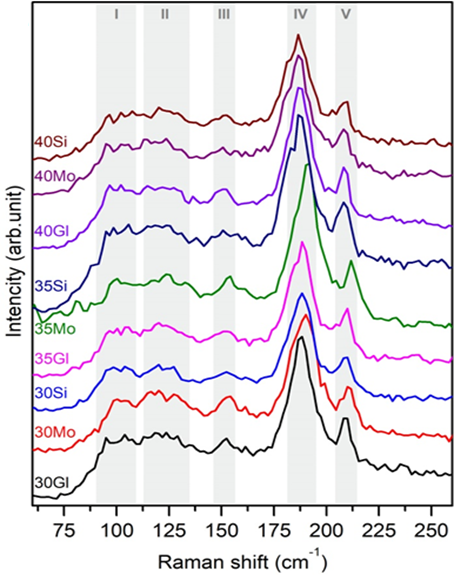 I II III IV V
40Si
40Mo
40Gl
35Si
35Mo
35Gl
30Si
30Mo
30Gl
Intencity (arb.unit)
75 100 125 150 175 200 225 250
Raman shift (cm⁻¹)